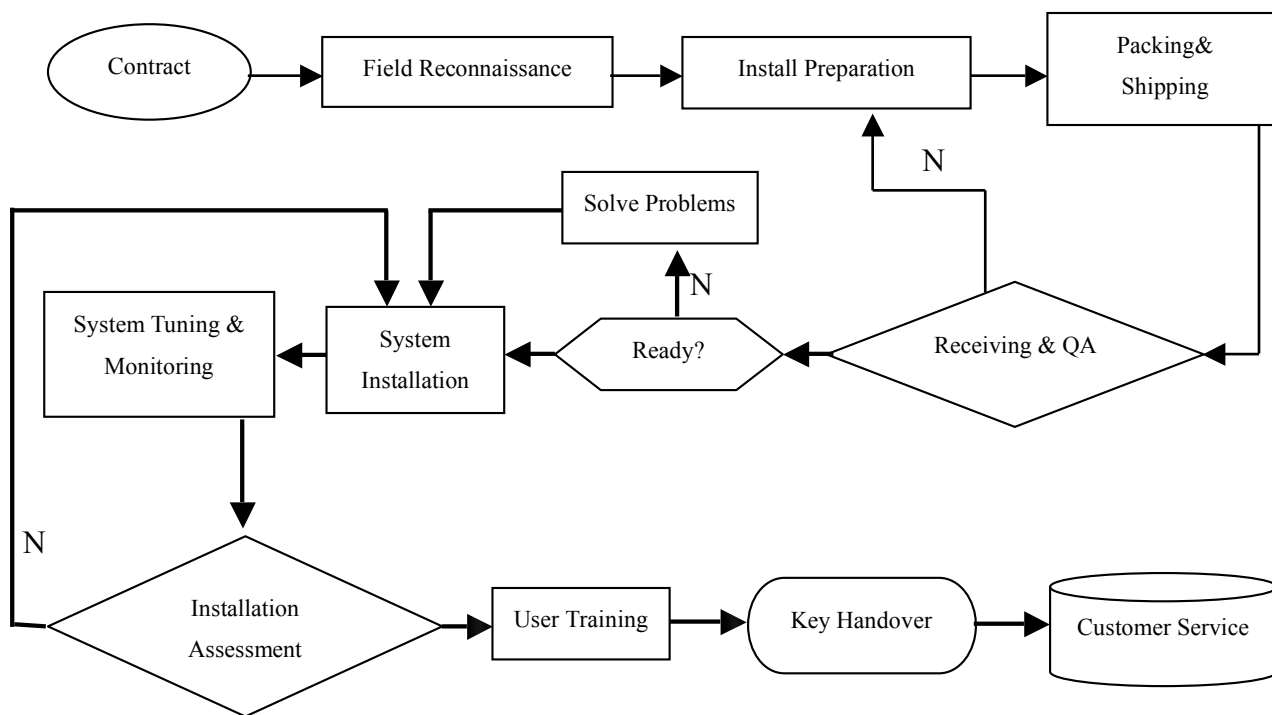 Contract
Field Reconnaissance
Install Preparation
Packing&
Shipping
N
Solve Problems
N
System Tuning &
Monitoring
System
Installation
Ready?
Receiving & QA
N
Installation
Assessment
User Training
Key Handover
Customer Service